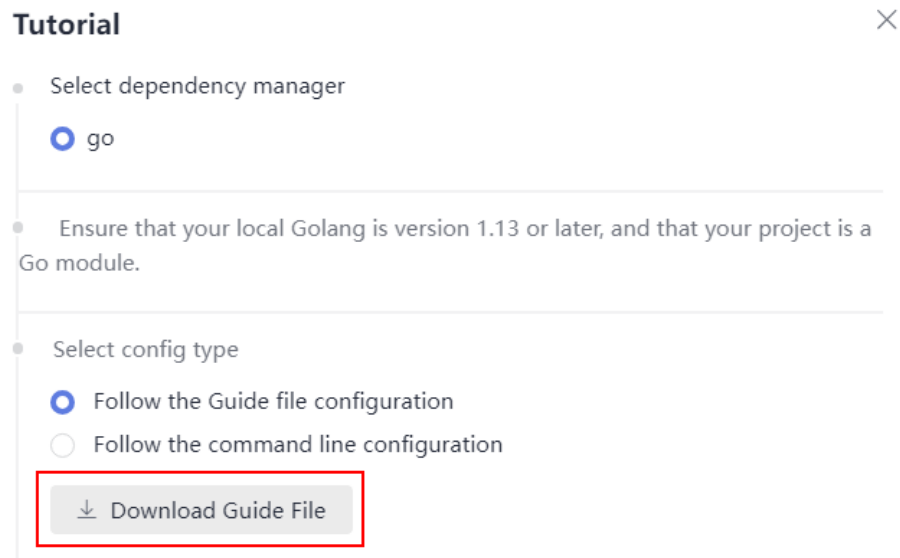 Tutorial
Select dependency manager
go
Ensure that your local Golang is version 1.13 or later, and that your project is a
Go module.
Select config type
Follow the Guide file configuration
Follow the command line configuration
Download Guide File